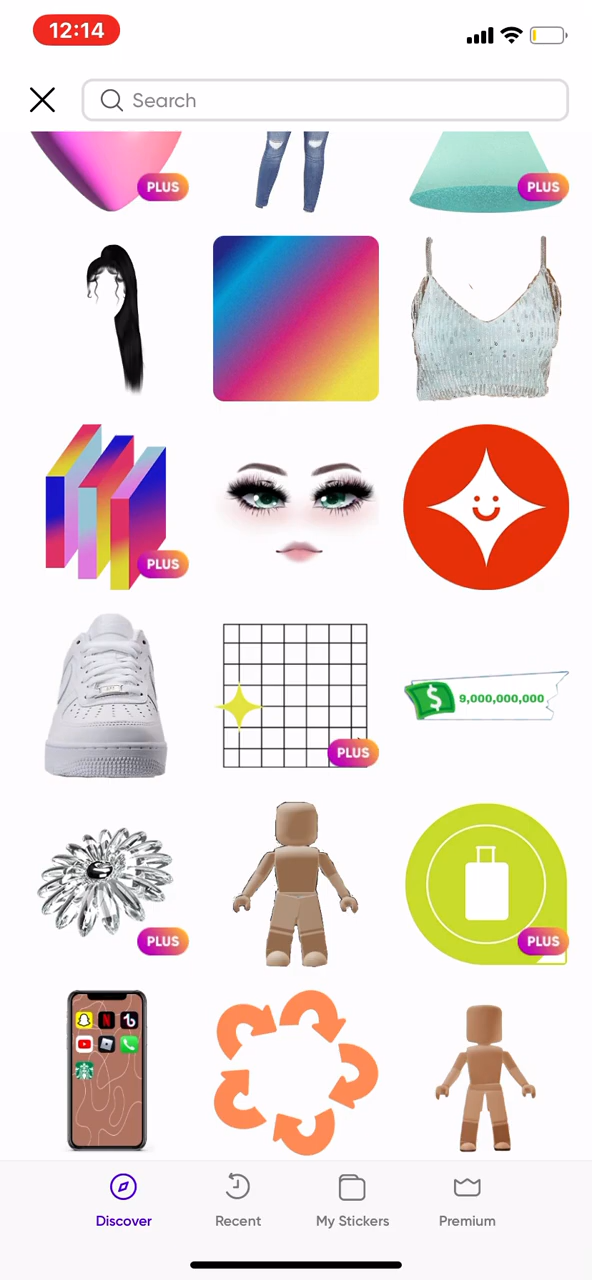 12:14
Search
PLUS
PLUS
PLUS
PLUS
9,000,000,000
PLUS
PLUS
Discover
Recent
My Stickers
Premium